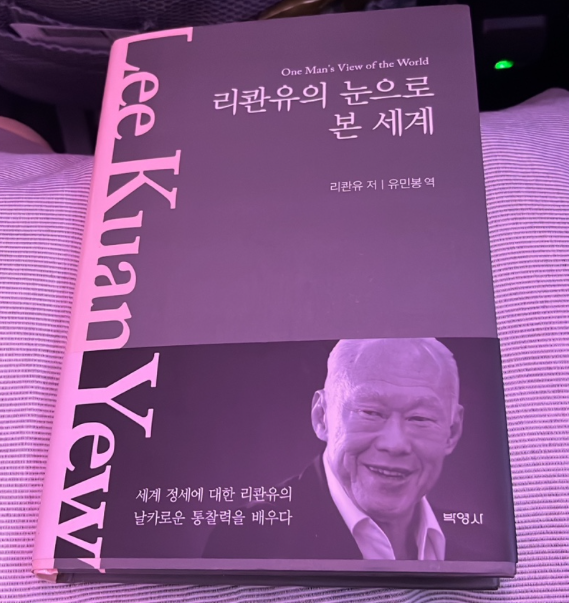 Lee Kuan Yew
One Man's View of the World
리콴유의 눈으로
본 세계
리콴유 저 | 유민봉 역
세계 정세에 대한 리콴유의
날카로운 통찰력을 배우다
박영사